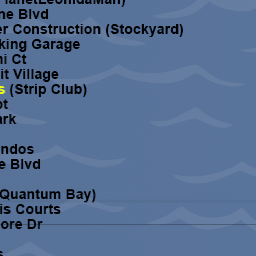 PlanetLeonidaMan)
ne Blvd
er Construction (Stockyard)
king Garage
ni Ct
it Village
s (Strip Club)
pt
ark
ndos
e Blvd
(Quantum Bay)
is Courts
ore Dr
s